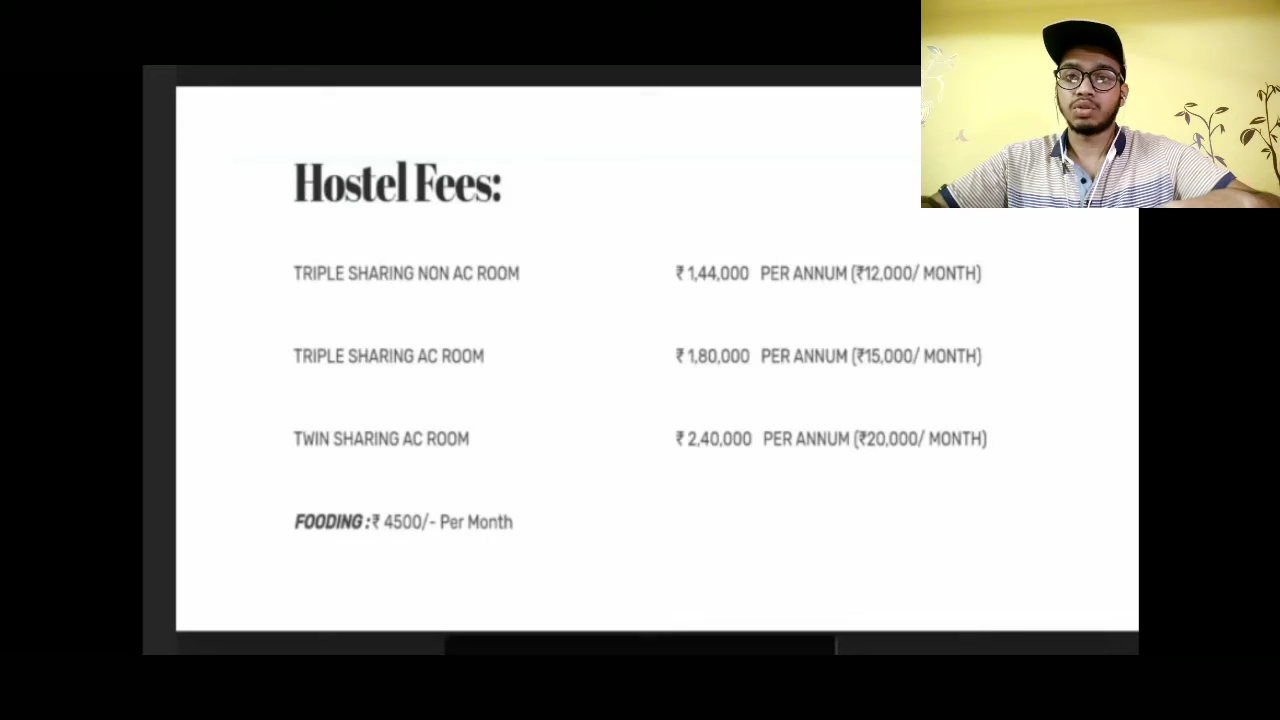 Hostel Fees:
TRIPLE SHARING NON AC ROOM ₹ 1,44,000 PER ANNUM (₹12,000/ MONTH)
TRIPLE SHARING AC ROOM ₹ 1,80,000 PER ANNUM (₹15,000/ MONTH)
TWIN SHARING AC ROOM ₹ 2,40,000 PER ANNUM (₹20,000/ MONTH)
FOODING : ₹ 4500/- Per Month